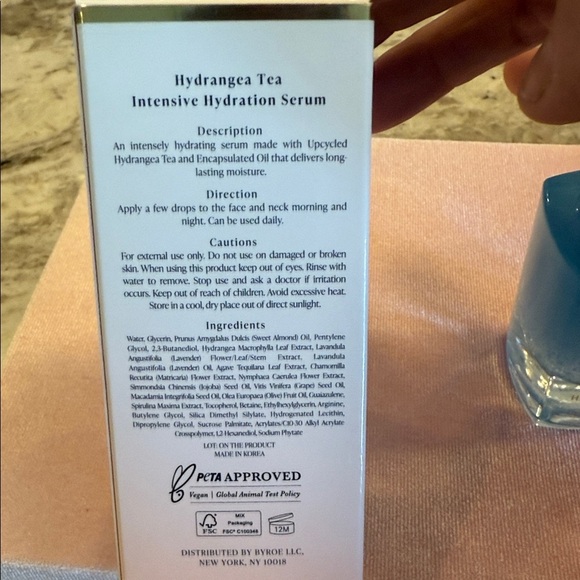 Hydrangea Tea
Intensive Hydration Serum
Description
An intensely hydrating serum made with Upcycled
Hydrangea Tea and Encapsulated Oil that delivers long-
lasting moisture.
Direction
Apply a few drops to the face and neck morning and
night. Can be used daily.
Cautions
For external use only. Do not use on damaged or broken
skin. When using this product keep out of eyes. Rinse with
water to remove. Stop use and ask a doctor if irritation
occurs. Keep out of reach of children. Avoid excessive heat.
Store in a cool, dry place out of direct sunlight.
Ingredients
Water, Glycerin, Prunus Amygdalus Dulcis (Sweet Almond) Oil, Pentylene
Glycol, 2,3-Butanediol, Hydrangea Macrophylla Leaf Extract, Lavandula
Angustifolia (Lavender) Flower/Leaf/Stem Extract, Lavandula
Angustifolia (Lavender) Oil, Agave Tequilana Leaf Extract, Chamomilla
Recutita (Matricaria) Flower Extract, Nymphaea Caerulea Flower Extract,
Simmondsia Chinensis (Jojoba) Seed Oil, Vitis Vinifera (Grape) Seed Oil,
Macadamia Integrifolia Seed Oil, Olea Europaea (Olive) Fruit Oil, Guaiazulene,
Spirulina Maxima Extract, Tocopherol, Betaine, Ethylhexylglycerin, Arginine,
Butylene Glycol, Silica Dimethyl Silylate, Hydrogenated Lecithin,
Dipropylene Glycol, Sucrose Palmitate, Acrylates/C10-30 Alkyl Acrylate
Crosspolymer, 1,2-Hexanediol, Sodium Phytate
LOT: ON THE PRODUCT
MADE IN KOREA
PeTA APPROVED
Vegan | Global Animal Test Policy
MIX
Packaging
FSC FSC® C100348
12M
DISTRIBUTED BY BYROE LLC,
NEW YORK, NY 10018